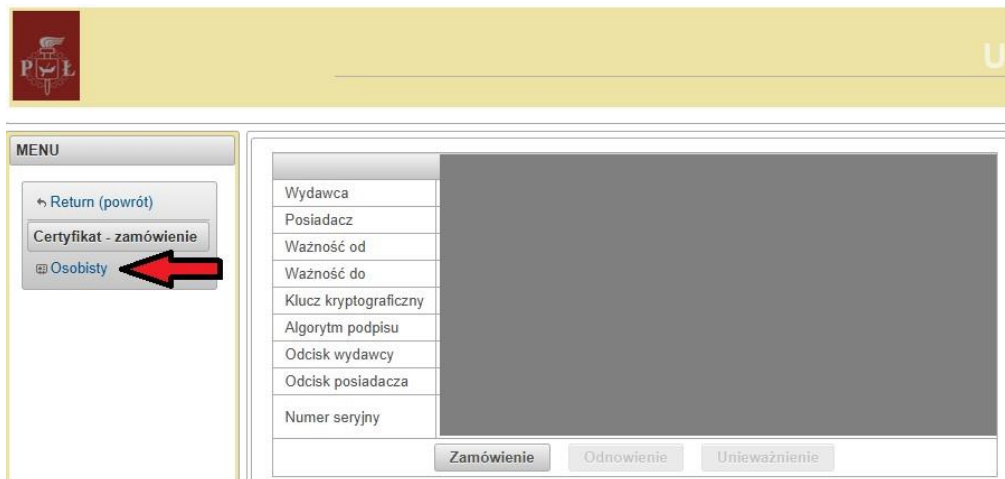 P Ł
U
MENU
Return (powrót)
Certyfikat - zamówienie
Osobisty
Wydawca
Posiadacz
Ważność od
Ważność do
Klucz kryptograficzny
Algorytm podpisu
Odcisk wydawcy
Odcisk posiadacza
Numer seryjny
Zamówienie Odnowienie Unieważnienie